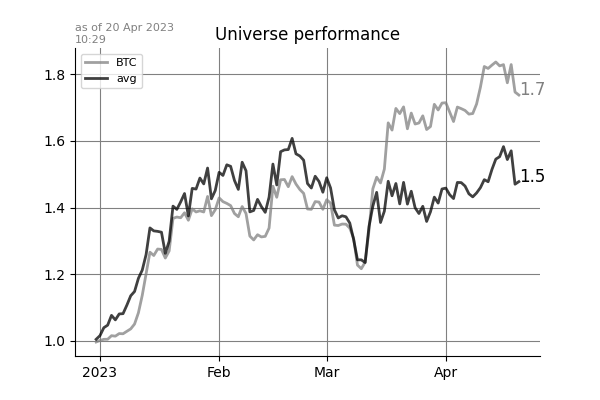 as of 20 Apr 2023
10:29
Universe performance
BTC
avg
1.8
1.6
1.4
1.2
1.0
1.7
1.5
2023
Feb
Mar
Apr